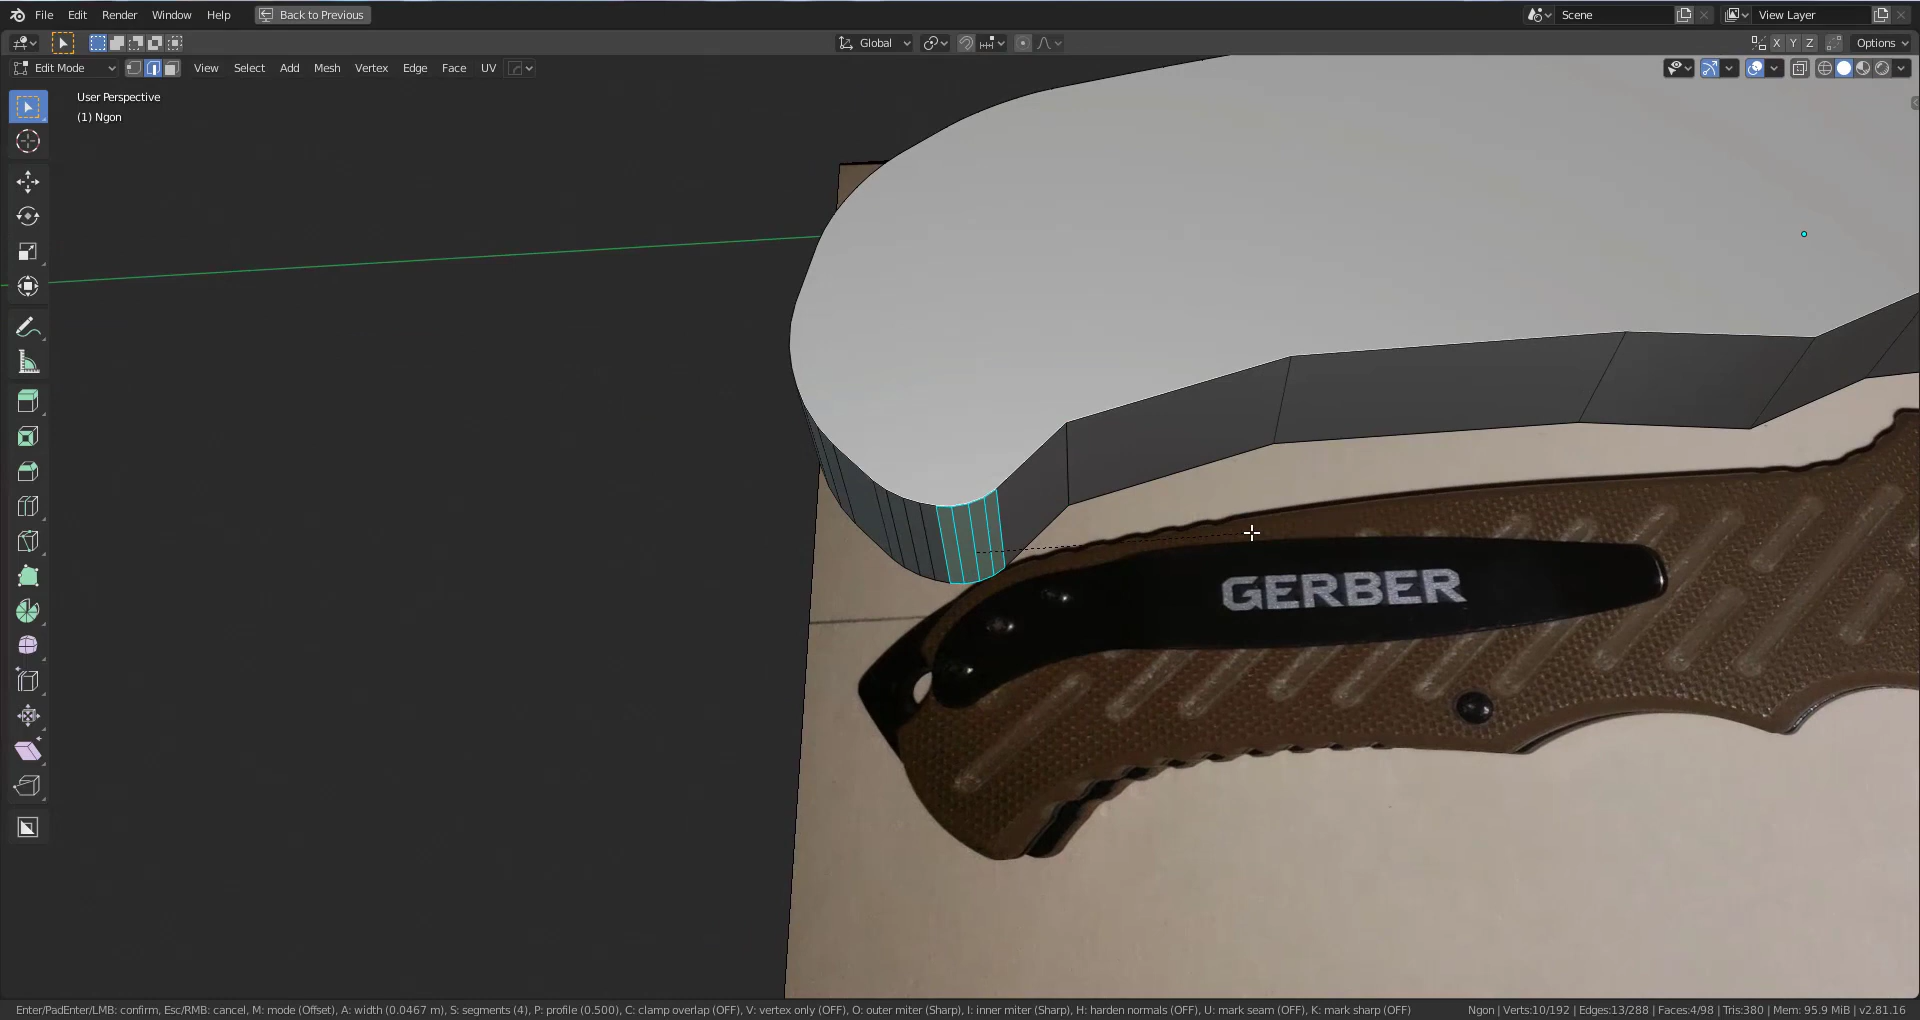 File Edit Render Window Help Back to Previous Scene View Layer
Global X Y Z Options
Edit Mode View Select Add Mesh Vertex Edge Face UV
User Perspective
(1) Ngon
GERBER
Enter/PadEnter/LMB: confirm, Esc/RMB: cancel, M: mode (Offset), A: width (0.0467 m), S: segments (4), P: profile (0.500), C: clamp overlap (OFF), V: vertex only (OFF), O: outer miter (Sharp), I: inner miter (Sharp), H: harden normals (OFF), U: mark seam (OFF), K: mark sharp (OFF) Ngon | Verts:10/192 | Edges:13/288 | Faces:4/98 | Tris:380 | Mem: 95.9 MiB | v2.81.16